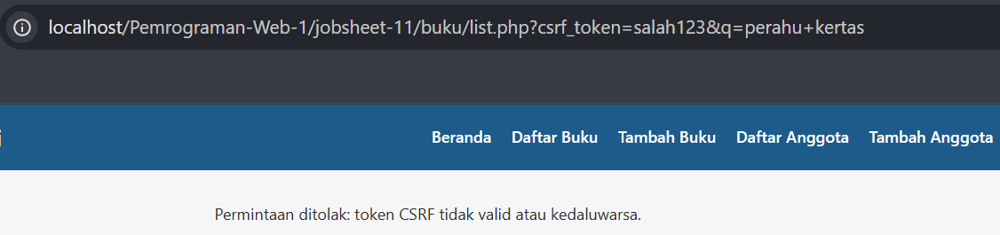 localhost/Pemrograman-Web-1/jobsheet-11/buku/list.php?csrf_token=salah123&q=perahu+kertas
Beranda Daftar Buku Tambah Buku Daftar Anggota Tambah Anggota
Permintaan ditolak: token CSRF tidak valid atau kedaluwarsa.